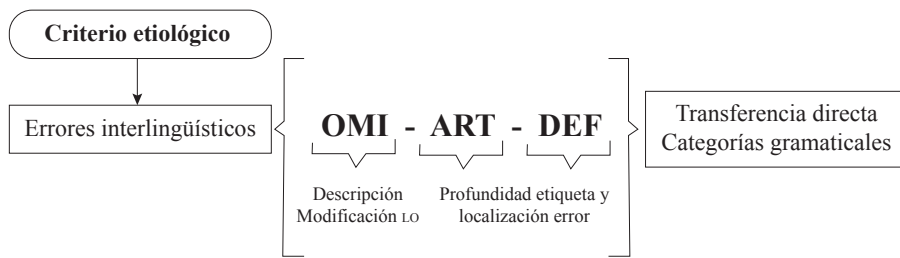 Criterio etiológico
Errores interlingüísticos
OMI - ART - DEF
Descripción
Modificación LO
Profundidad etiqueta y
localización error
Transferencia directa
Categorías gramaticales